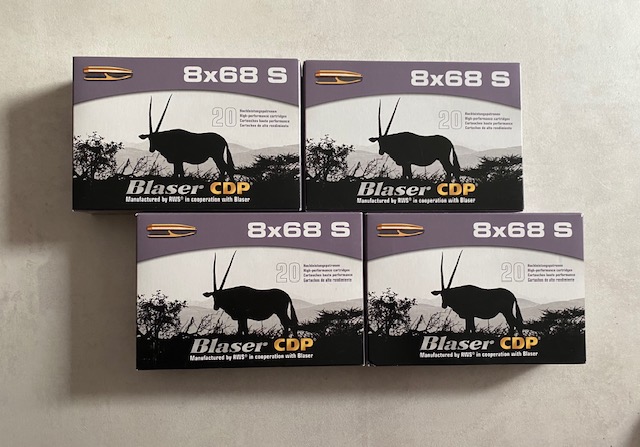 8x68 S
20
Hochleistungspatronen
High-performance cartridges
Cartouches haute performance
Cartuchos de alto rendimiento
Blaser CDP
Manufactured by RWS® in cooperation with Blaser
8x68 S
20
Hochleistungspatronen
High-performance cartridges
Cartouches haute performance
Cartuchos de alto rendimiento
Blaser CDP
Manufactured by RWS® in cooperation with Blaser
8x68 S
20
Hochleistungspatronen
High-performance cartridges
Cartouches haute performance
Cartuchos de alto rendimiento
Blaser CDP
Manufactured by RWS® in cooperation with Blaser
8x68 S
20
Hochleistungspatronen
High-performance cartridges
Cartouches haute performance
Cartuchos de alto rendimiento
Blaser CDP
Manufactured by RWS® in cooperation with Blaser